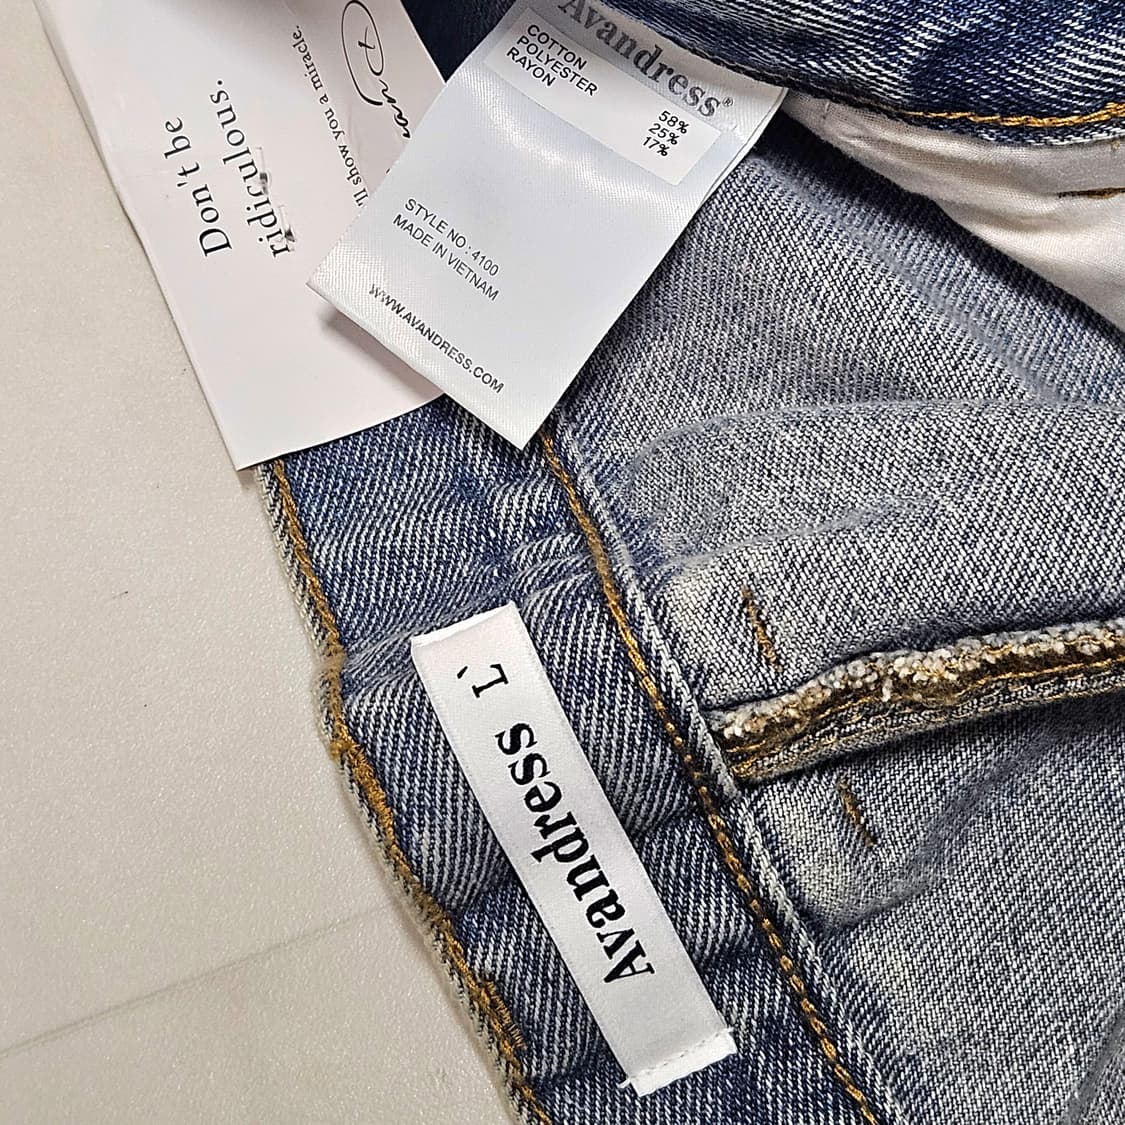 Don't be
ridiculous.
'll show you a miracle.
Avandress®
COTTON 58%
POLYESTER 25%
RAYON 17%
STYLE NO : 4100
MADE IN VIETNAM
WWW.AVANDRESS.COM
Avandress L`